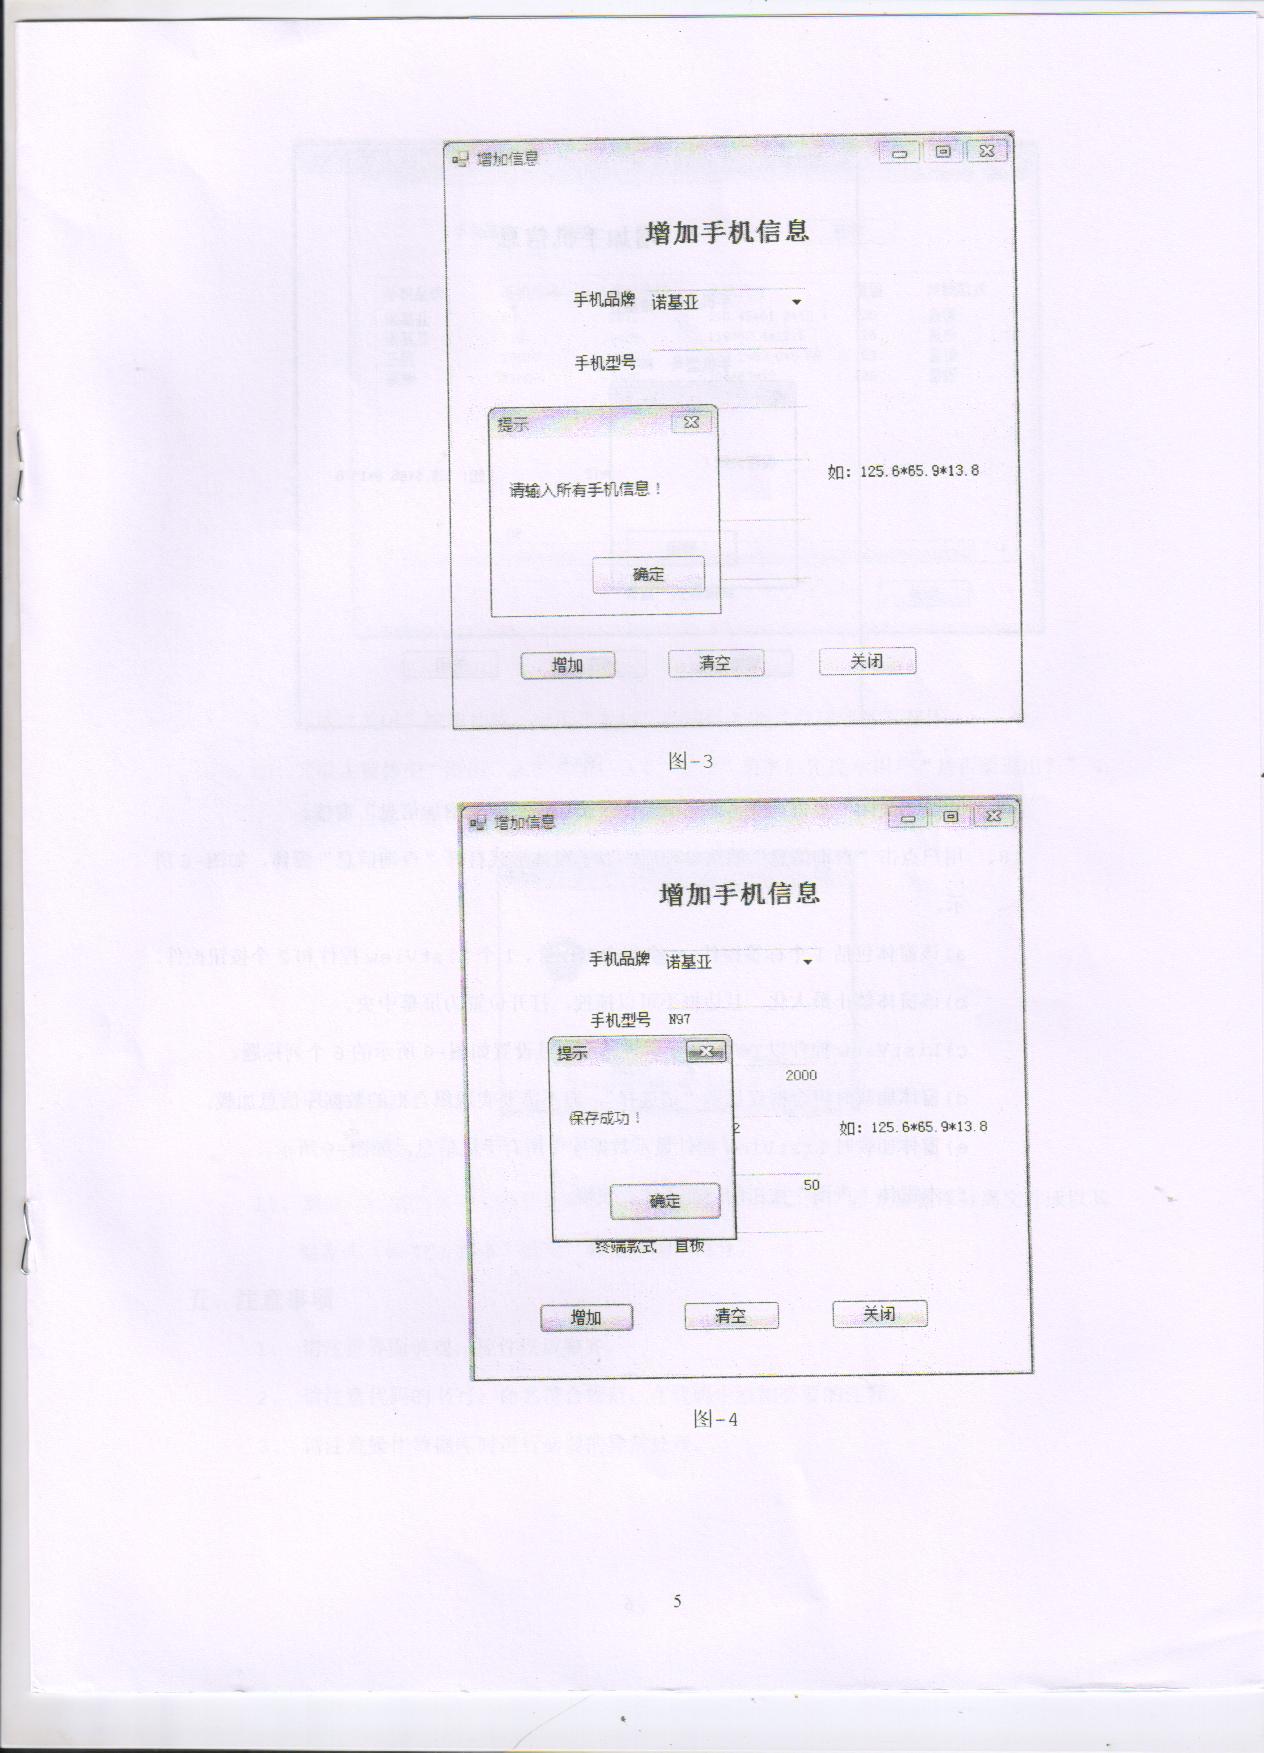 增加信息
增加手机信息
手机品牌 诺基亚
手机型号
提示
如: 125.6*65.9*13.8
请输入所有手机信息！
确定
增加 清空 关闭
图-3
增加信息
增加手机信息
手机品牌 诺基亚
手机型号 N97
提示
2000
保存成功！
2
如: 125.6*65.9*13.8
50
确定
终端款式 直板
增加 清空 关闭
图-4
5